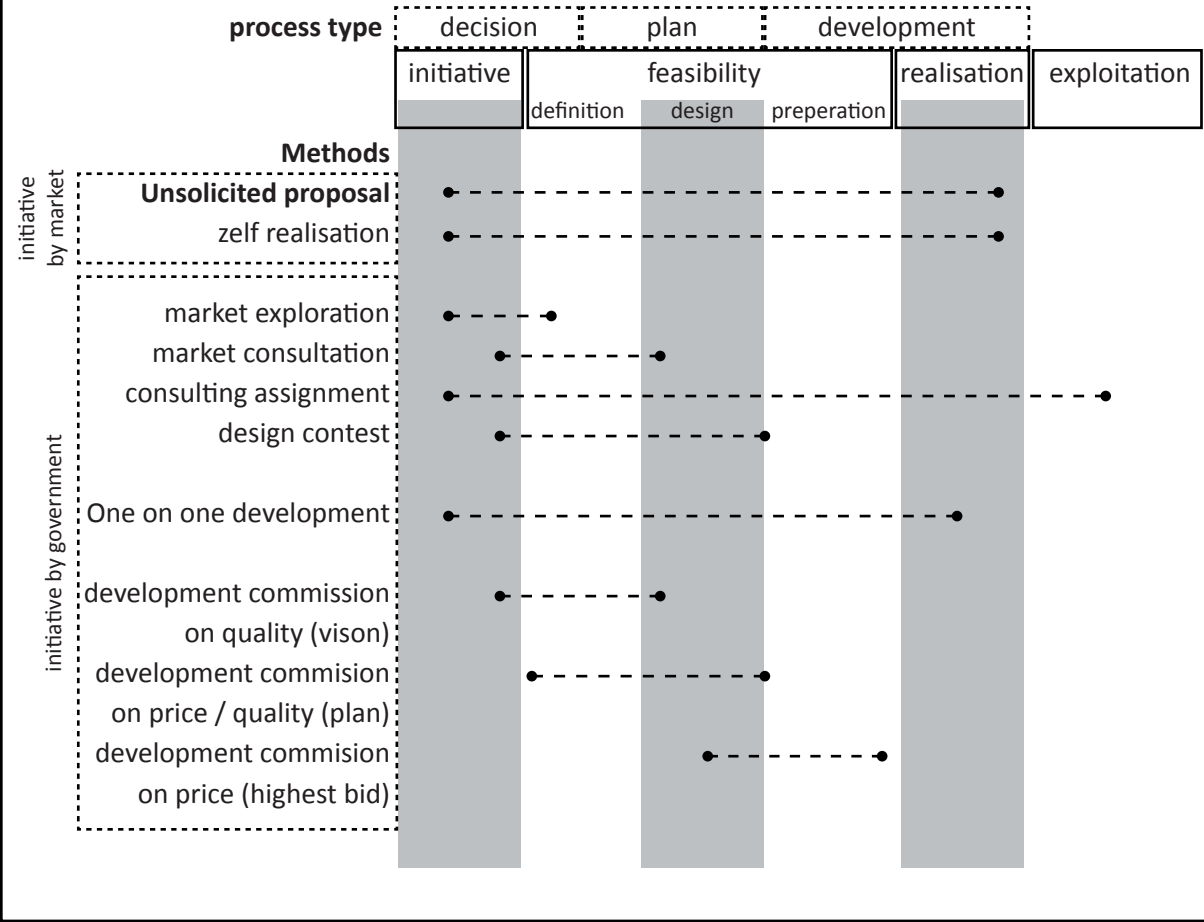 process type decision plan development
initiative feasibility realisation exploitation
definition design preperation
Methods
initiative
by market
Unsolicited proposal
zelf realisation
initiative by government
market exploration
market consultation
consulting assignment
design contest
One on one development
development commission
on quality (vison)
development commision
on price / quality (plan)
development commision
on price (highest bid)